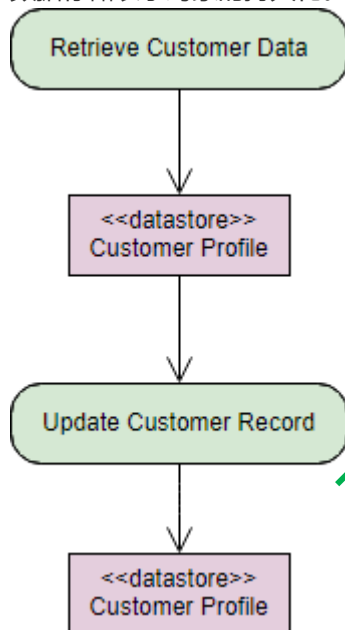 Retrieve Customer Data
<<datastore>>
Customer Profile
Update Customer Record
<<datastore>>
Customer Profile